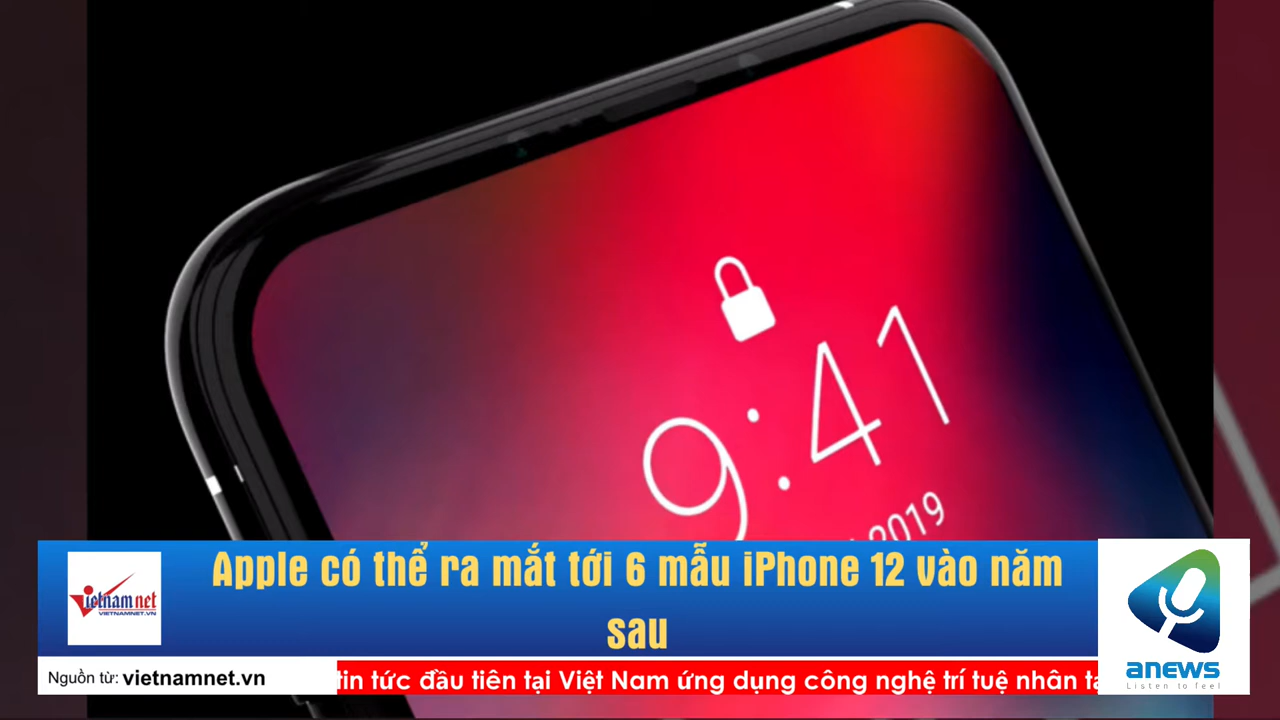 9:41
2019
Apple có thể ra mắt tới 6 mẫu iPhone 12 vào năm
sau
Vietnamnet
VIETNAMNET.VN
Nguồn từ: vietnamnet.vn
tin tức đầu tiên tại Việt Nam ứng dụng công nghệ trí tuệ nhân
anews
Listen to feel